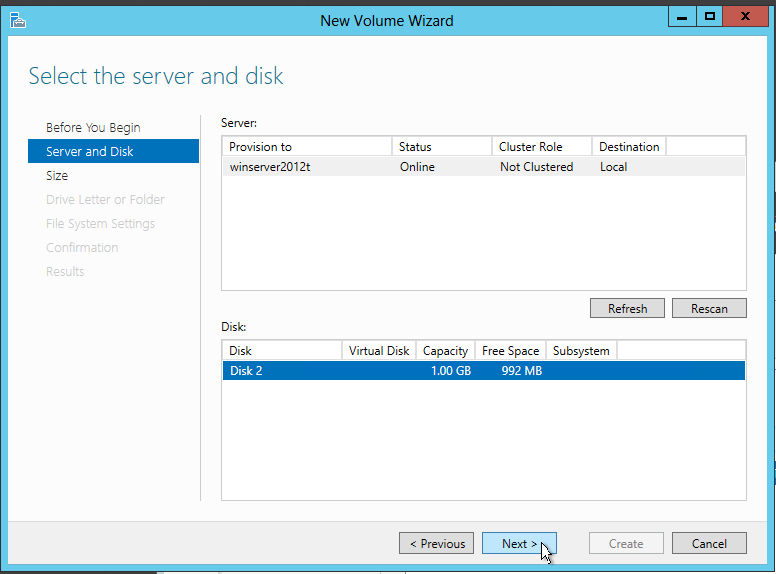 New Volume Wizard
Select the server and disk
Before You Begin
Server and Disk
Size
Drive Letter or Folder
File System Settings
Confirmation
Results
Server:
Provision to Status Cluster Role Destination
winserver2012t Online Not Clustered Local
Refresh Rescan
Disk:
Disk Virtual Disk Capacity Free Space Subsystem
Disk 2 1.00 GB 992 MB
< Previous Next > Create Cancel